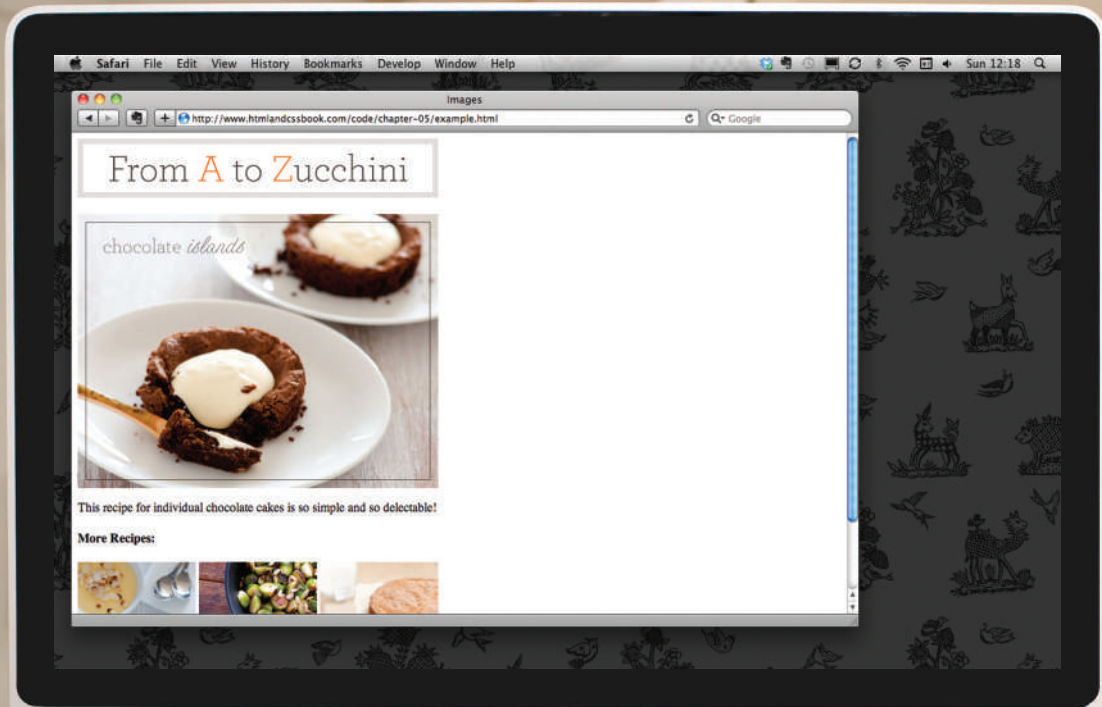 Safari File Edit View History Bookmarks Develop Window Help Sun 12:18
Images
http://www.htmlandcssbook.com/code/chapter-05/example.html Google
From A to Zucchini
chocolate islands
This recipe for individual chocolate cakes is so simple and so delectable!
More Recipes: